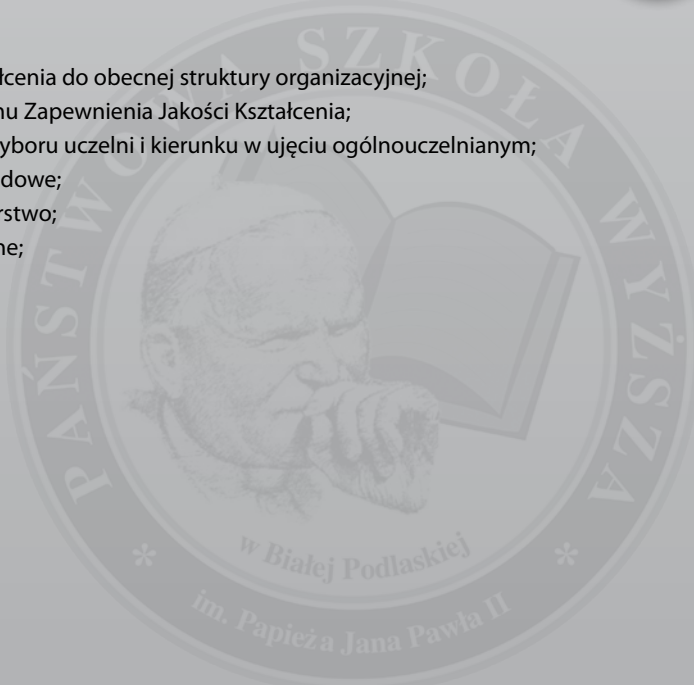 łcenia do obecnej struktury organizacyjnej;
nu Zapewnienia Jakości Kształcenia;
yboru uczelni i kierunku w ujęciu ogólnouczelnianym;
dowe;
rstwo;
ne;
PAŃSTWOWA SZKOŁA WYŻSZA
w Białej Podlaskiej
im. Papieża Jana Pawła II